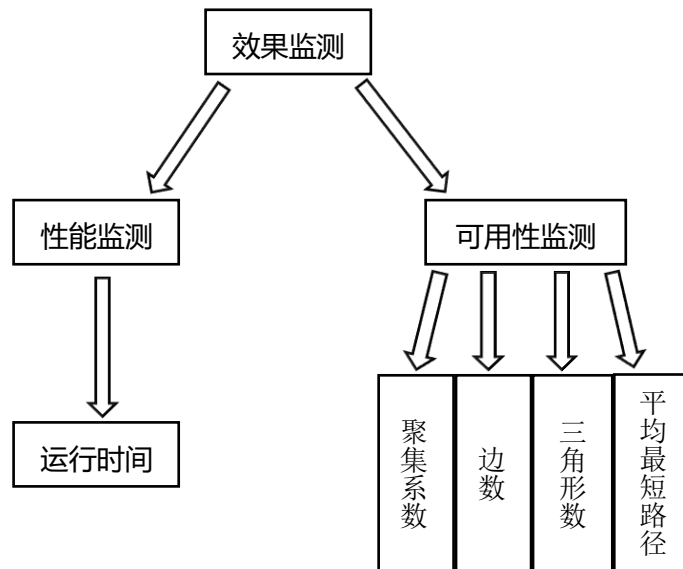 效果监测
性能监测
可用性监测
运行时间
聚集系数
边数
三角形数
平均最短路径